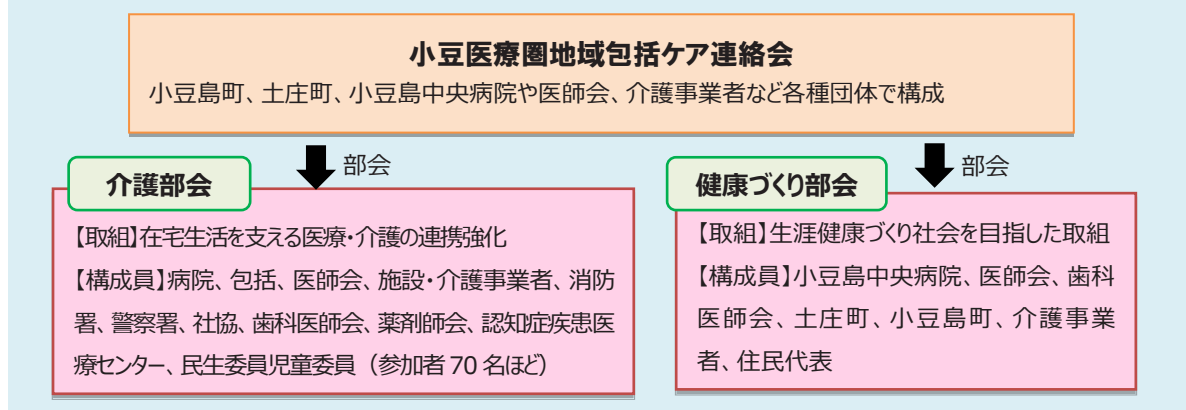 小豆医療圏地域包括ケア連絡会
小豆島町、土庄町、小豆島中央病院や医師会、介護事業者など各種団体で構成
部会
介護部会
【取組】在宅生活を支える医療・介護の連携強化
【構成員】病院、包括、医師会、施設・介護事業者、消防
署、警察署、社協、歯科医師会、薬剤師会、認知症疾患医
療センター、民生委員児童委員（参加者 70 名ほど）
部会
健康づくり部会
【取組】生涯健康づくり社会を目指した取組
【構成員】小豆島中央病院、医師会、歯科
医師会、土庄町、小豆島町、介護事業
者、住民代表